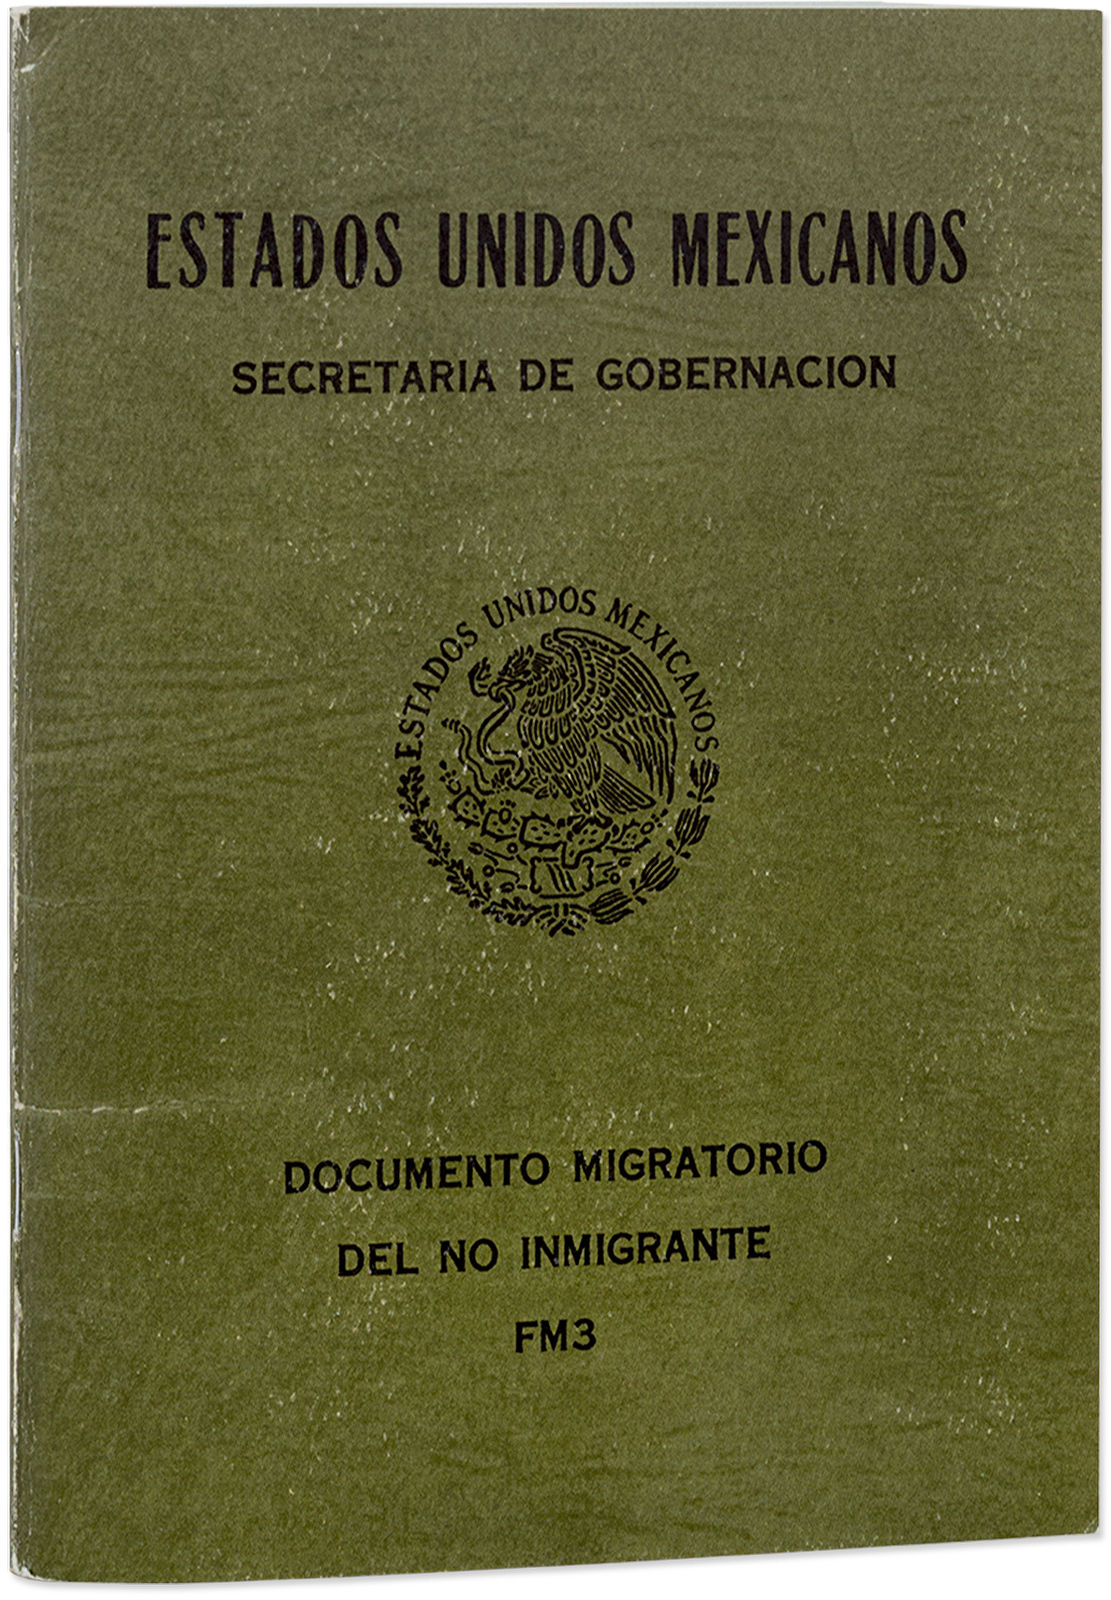 ESTADOS UNIDOS MEXICANOS
SECRETARIA DE GOBERNACION
ESTADOS UNIDOS MEXICANOS
DOCUMENTO MIGRATORIO
DEL NO INMIGRANTE
FM3